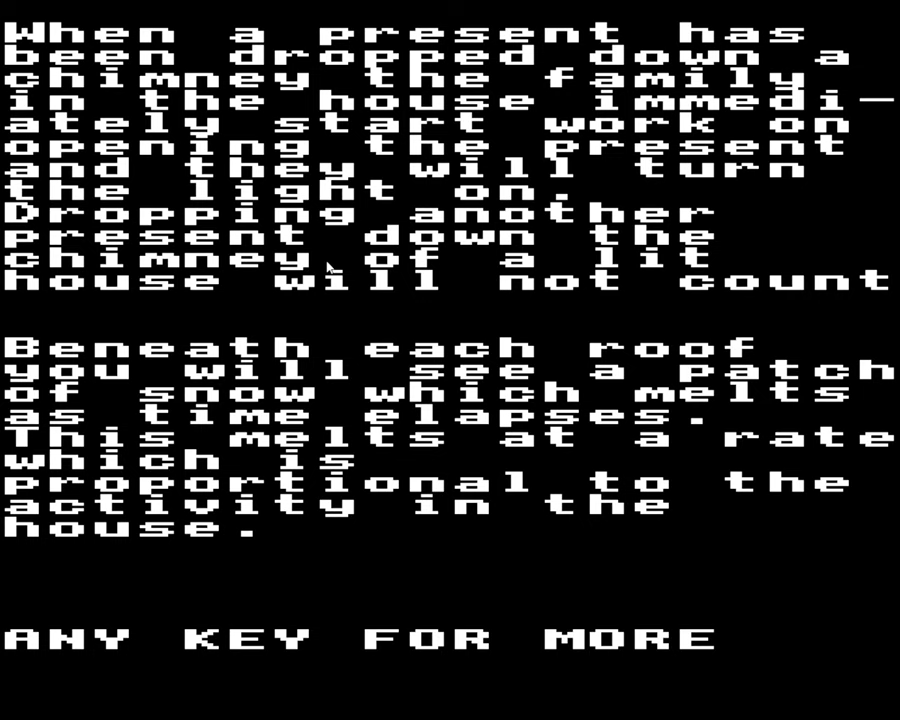 When a present has
been dropped down a
chimney the family
in the house immedi-
ately start work on
opening the present
and they will turn
the light on.
Dropping another
present down the
chimney of a lit
house will not count
Beneath each roof
you will see a patch
of snow which melts
as time elapses.
This melts at a rate
which is
proportional to the
activity in the
house.
ANY KEY FOR MORE